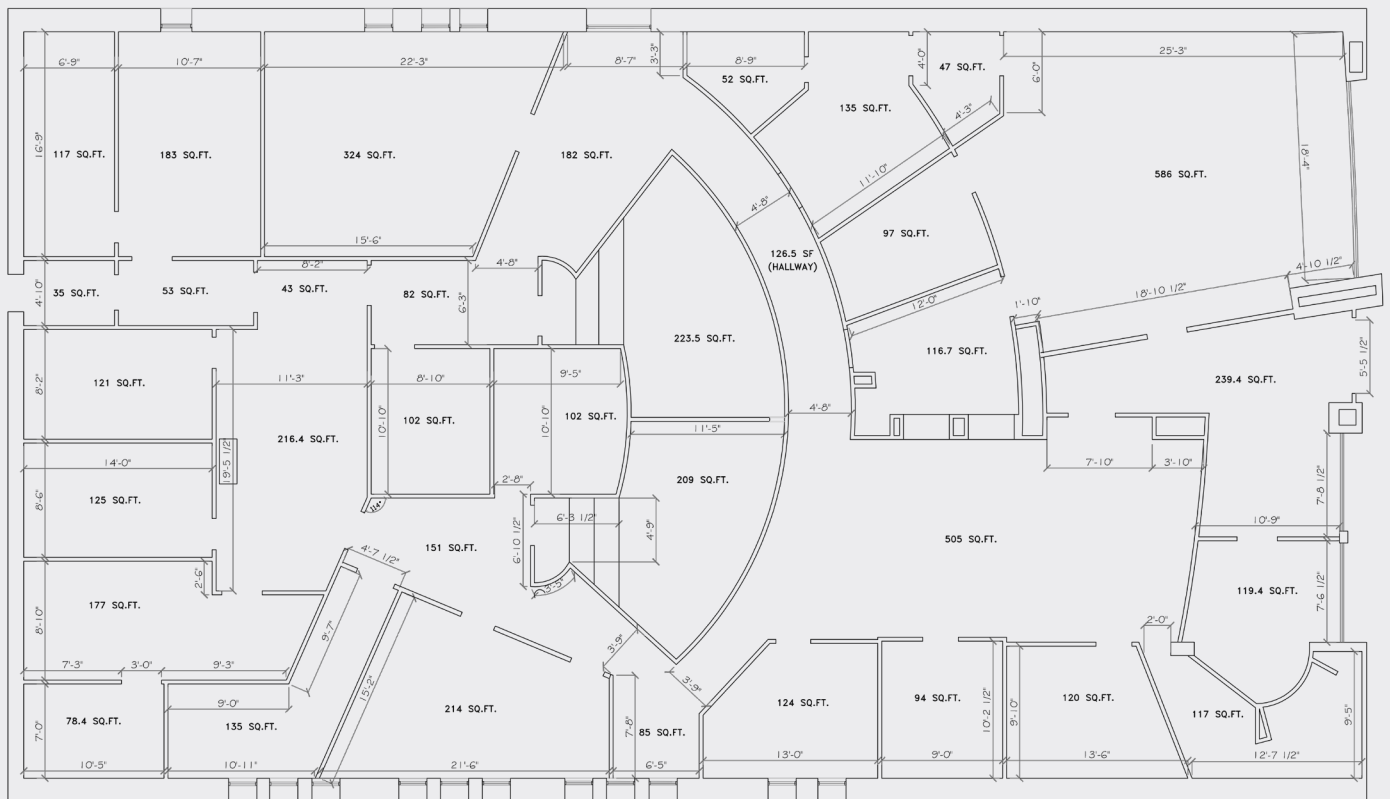 6'-9"
10'-7"
22'-3"
8'-7"
3'-3"
8'-9"
4'-0"
6'-0"
25'-3"
52 SQ.FT.
47 SQ.FT.
135 SQ.FT.
4'-3"
16'-9"
117 SQ.FT.
183 SQ.FT.
324 SQ.FT.
182 SQ.FT.
18'-4"
11'-10"
586 SQ.FT.
4'-8"
97 SQ.FT.
15'-6"
126.5 SF
(HALLWAY)
8'-2"
4'-8"
4'-10 1/2"
4'-10"
35 SQ.FT.
53 SQ.FT.
43 SQ.FT.
82 SQ.FT.
6'-3"
18'-10 1/2"
12'-0"
1'-10"
223.5 SQ.FT.
116.7 SQ.FT.
5'-5 1/2"
8'-2"
121 SQ.FT.
11'-3"
8'-10"
9'-5"
239.4 SQ.FT.
4'-8"
102 SQ.FT.
102 SQ.FT.
10'-10"
10'-10"
11'-5"
216.4 SQ.FT.
19'-5 1/2"
14'-0"
7'-10"
3'-10"
209 SQ.FT.
2'-8"
8'-6"
125 SQ.FT.
7'-8 1/2"
6'-3 1/2"
10'-9"
4'-9"
6'-10 1/2"
505 SQ.FT.
151 SQ.FT.
4'-7 1/2"
2'-6"
3'-5"
119.4 SQ.FT.
7'-6 1/2"
177 SQ.FT.
8'-10"
9'-7"
2'-0"
3'-9"
7'-3"
3'-0"
9'-3"
3'-9"
15'-2"
9'-0"
124 SQ.FT.
94 SQ.FT.
120 SQ.FT.
10'-2 1/2"
9'-10"
214 SQ.FT.
117 SQ.FT.
9'-5"
78.4 SQ.FT.
135 SQ.FT.
7'-0"
7'-8"
85 SQ.FT.
13'-0"
9'-0"
13'-6"
12'-7 1/2"
10'-5"
10'-11"
21'-6"
6'-5"